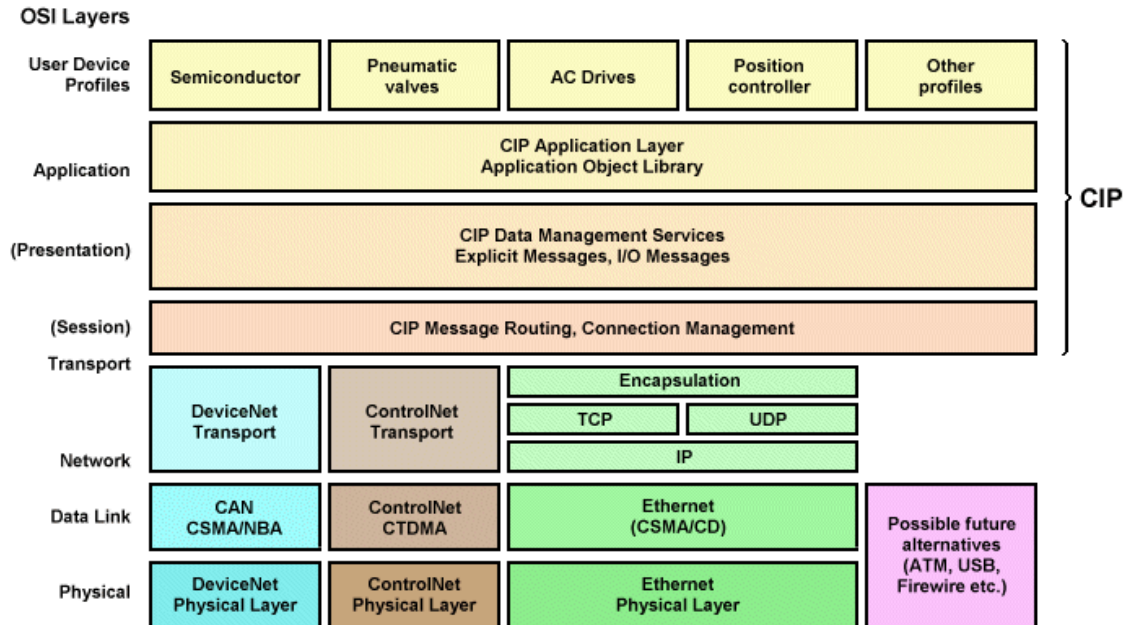 OSI Layers
User Device
Profiles
Semiconductor
Pneumatic
valves
AC Drives
Position
controller
Other
profiles
Application
CIP Application Layer
Application Object Library
CIP
(Presentation)
CIP Data Management Services
Explicit Messages, I/O Messages
(Session)
CIP Message Routing, Connection Management
Transport
DeviceNet
Transport
ControlNet
Transport
Encapsulation
TCP
UDP
IP
Network
Data Link
CAN
CSMA/NBA
ControlNet
CTDMA
Ethernet
(CSMA/CD)
Possible future
alternatives
(ATM, USB,
Firewire etc.)
Physical
DeviceNet
Physical Layer
ControlNet
Physical Layer
Ethernet
Physical Layer